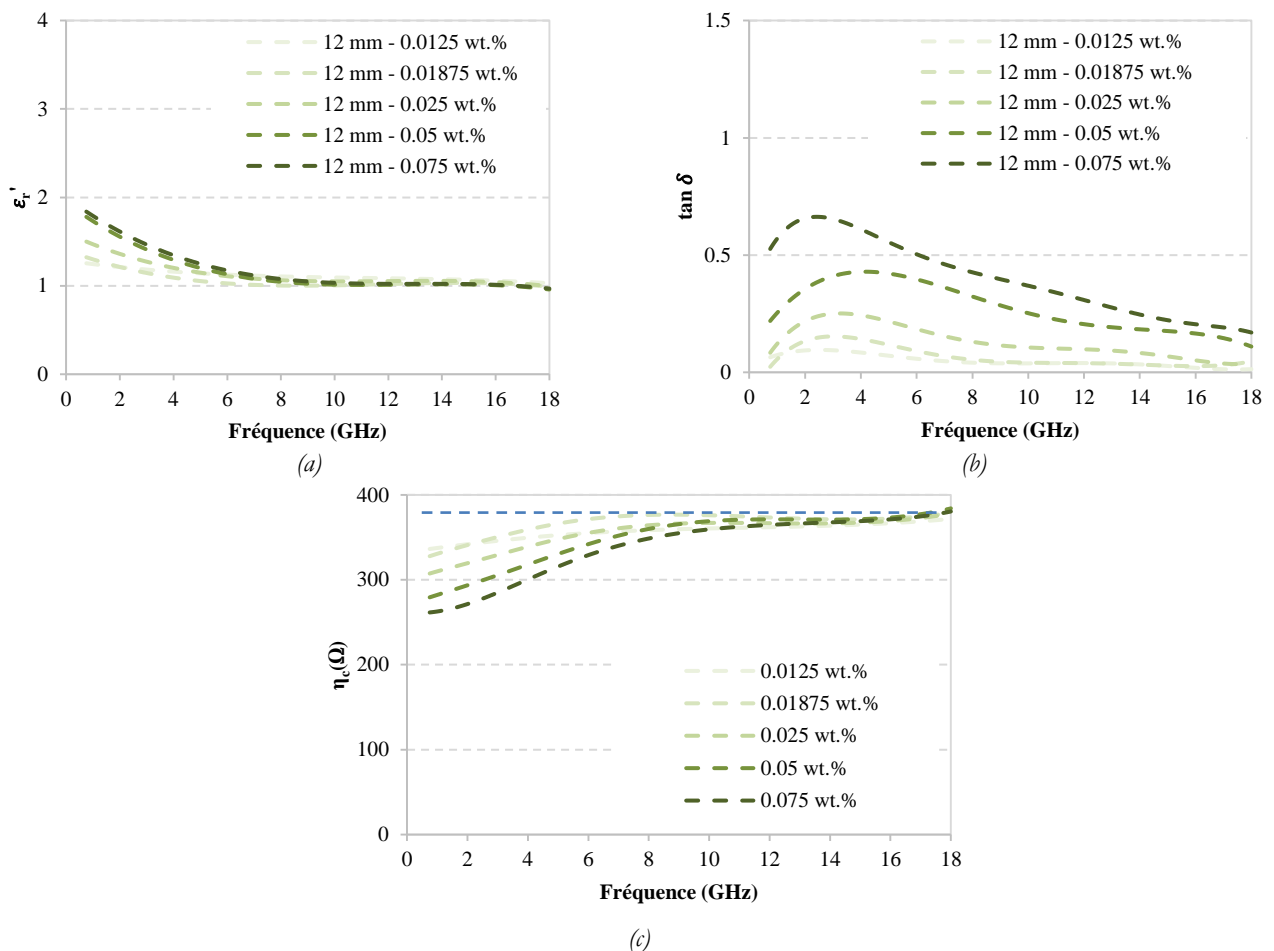 4
3
2
1
0
εr'
12 mm - 0.0125 wt.%
12 mm - 0.01875 wt.%
12 mm - 0.025 wt.%
12 mm - 0.05 wt.%
12 mm - 0.075 wt.%
0 2 4 6 8 10 12 14 16 18
Fréquence (GHz)
(a)
1.5
1
0.5
0
tan δ
12 mm - 0.0125 wt.%
12 mm - 0.01875 wt.%
12 mm - 0.025 wt.%
12 mm - 0.05 wt.%
12 mm - 0.075 wt.%
0 2 4 6 8 10 12 14 16 18
Fréquence (GHz)
(b)
400
300
200
100
0
ηc(Ω)
0.0125 wt.%
0.01875 wt.%
0.025 wt.%
0.05 wt.%
0.075 wt.%
0 2 4 6 8 10 12 14 16 18
Fréquence (GHz)
(c)